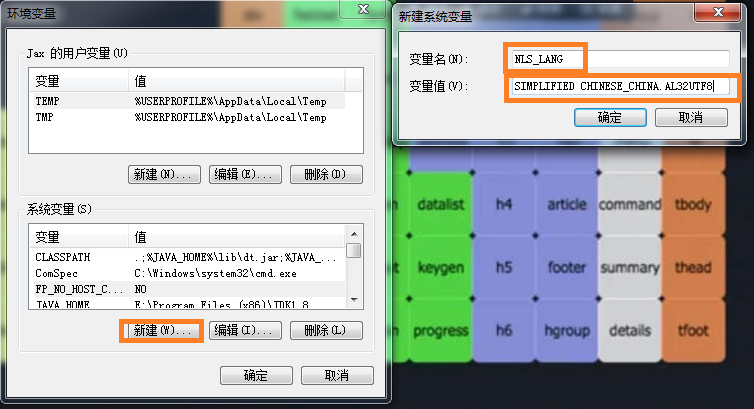 环境变量
Jax 的用户变量(U)
变量 值
TEMP %USERPROFILE%\AppData\Local\Temp
TMP %USERPROFILE%\AppData\Local\Temp
新建(N)... 编辑(E)... 删除(D)
系统变量(S)
变量 值
CLASSPATH .;%JAVA_HOME%\lib\dt.jar;%JAVA_...
ComSpec C:\Windows\system32\cmd.exe
FP_NO_HOST_C... NO
JAVA_HOME E:\Program Files (x86)\JDK1.8
新建(W)... 编辑(I)... 删除(L)
确定 取消
新建系统变量
变量名(N): NLS_LANG
变量值(V): SIMPLIFIED CHINESE_CHINA.AL32UTF8
确定 取消
datalist h4 article command tbody
keygen h5 footer summary thead
progress h6 hgroup details tfoot